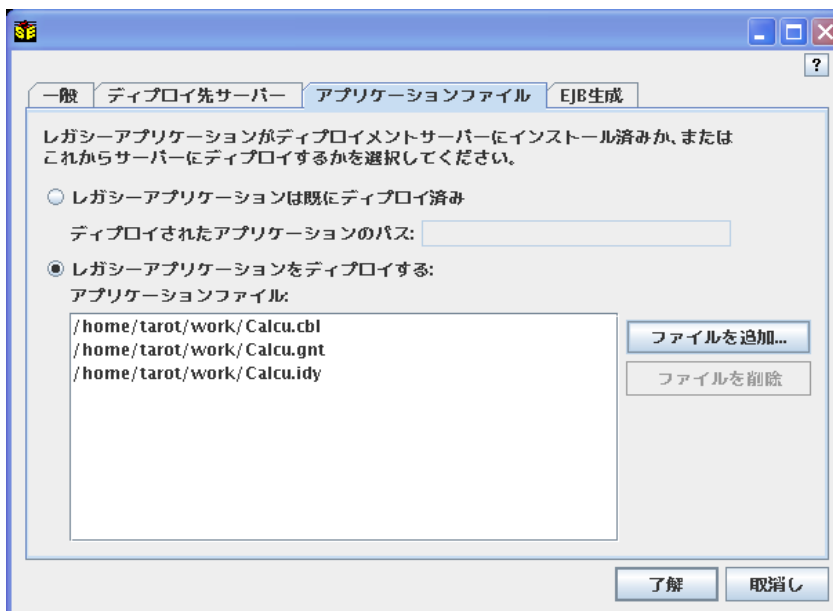 ?
一般 ディプロイ先サーバー アプリケーションファイル EJB生成
レガシーアプリケーションがディプロイメントサーバーにインストール済みか、または
これからサーバーにディプロイするかを選択してください。
レガシーアプリケーションは既にディプロイ済み
ディプロイされたアプリケーションのパス:
レガシーアプリケーションをディプロイする:
アプリケーションファイル:
/home/tarot/work/Calcu.cbl
/home/tarot/work/Calcu.gnt
/home/tarot/work/Calcu.idy
ファイルを追加...
ファイルを削除
了解 取消し